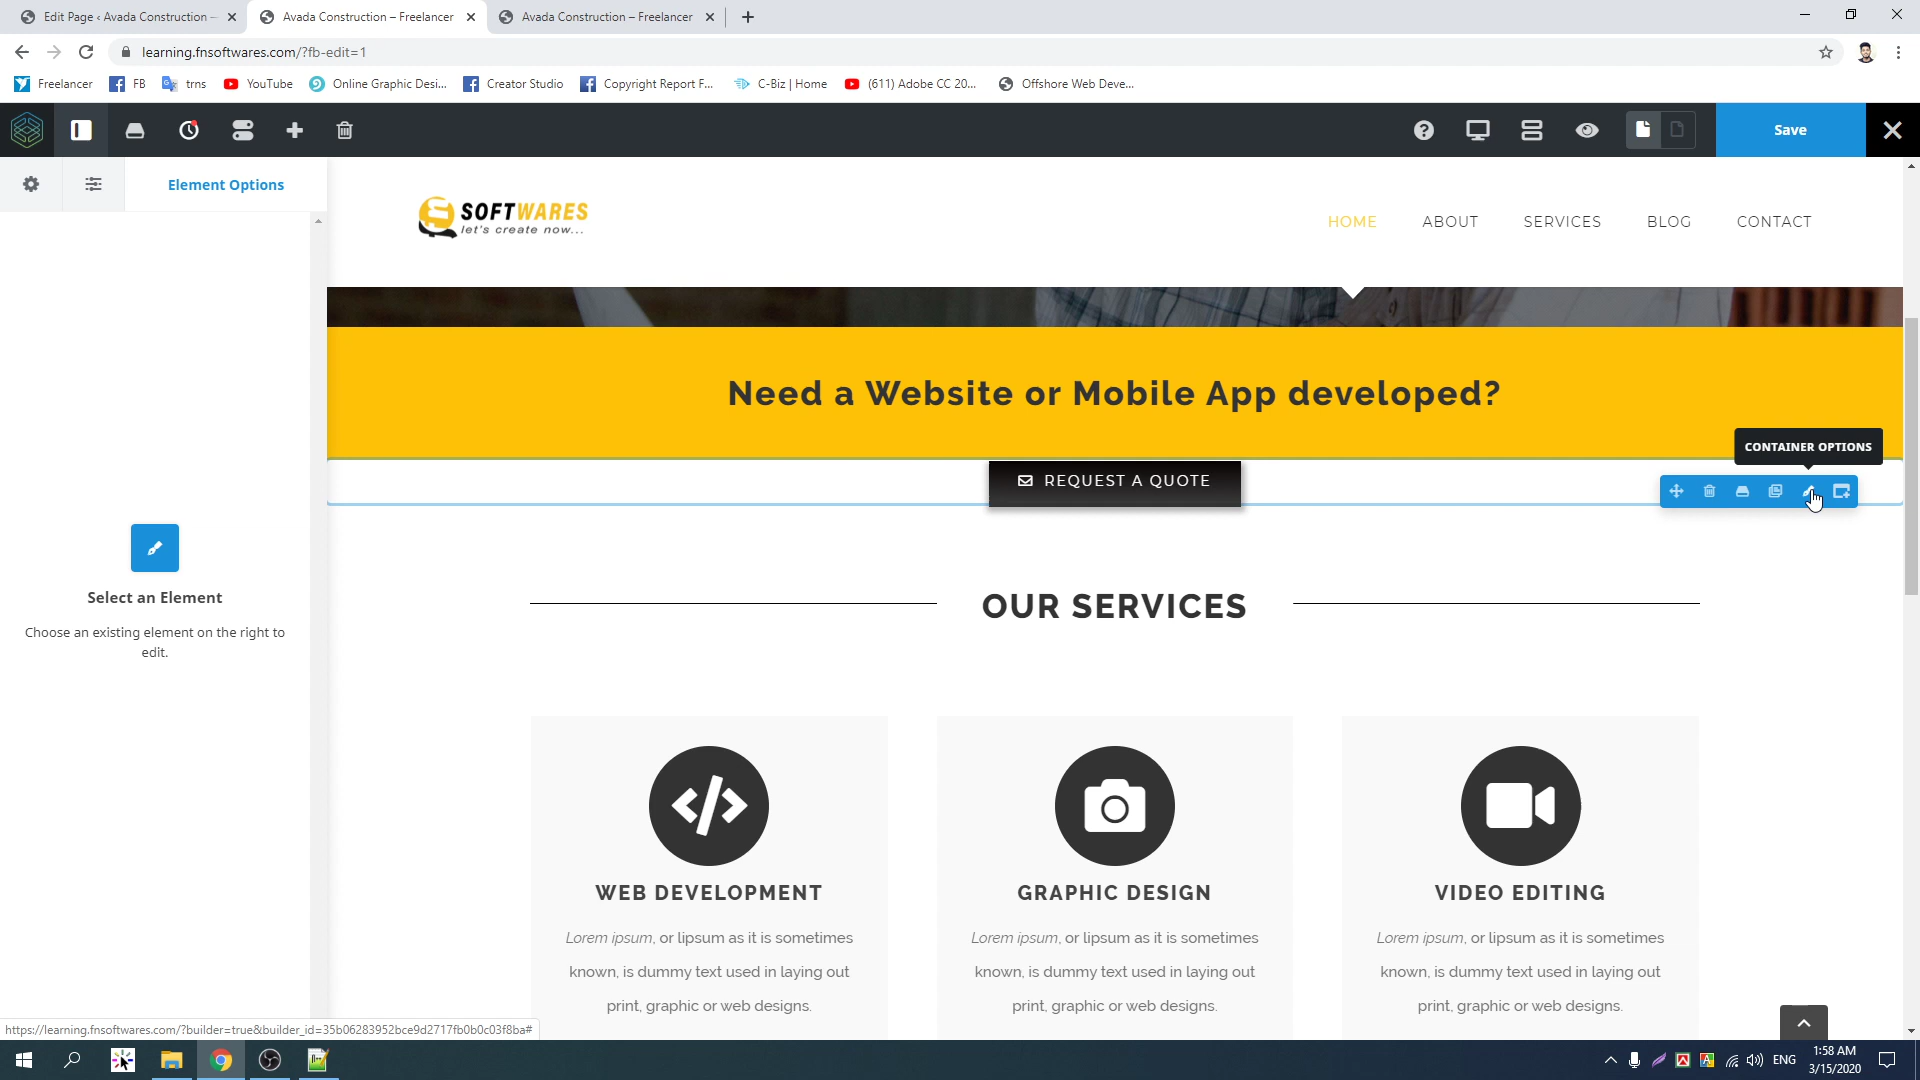 Edit Page ‹ Avada Construction –
Avada Construction – Freelancer
Avada Construction – Freelancer
learning.fnsoftwares.com/?fb-edit=1
Freelancer
FB
trns
YouTube
Online Graphic Desi...
Creator Studio
Copyright Report F...
C-Biz | Home
(611) Adobe CC 20...
Offshore Web Deve...
Save
Element Options
SOFTWARES
let's create now...
HOME
ABOUT
SERVICES
BLOG
CONTACT
Need a Website or Mobile App developed?
CONTAINER OPTIONS
REQUEST A QUOTE
Select an Element
Choose an existing element on the right to
edit.
OUR SERVICES
WEB DEVELOPMENT
Lorem ipsum, or lipsum as it is sometimes
known, is dummy text used in laying out
print, graphic or web designs.
GRAPHIC DESIGN
Lorem ipsum, or lipsum as it is sometimes
known, is dummy text used in laying out
print, graphic or web designs.
VIDEO EDITING
Lorem ipsum, or lipsum as it is sometimes
known, is dummy text used in laying out
print, graphic or web designs.
https://learning.fnsoftwares.com/?builder=true&builder_id=35b06283952bce9d2717fb0b0c03f8ba#
ENG
1:58 AM
3/15/2020